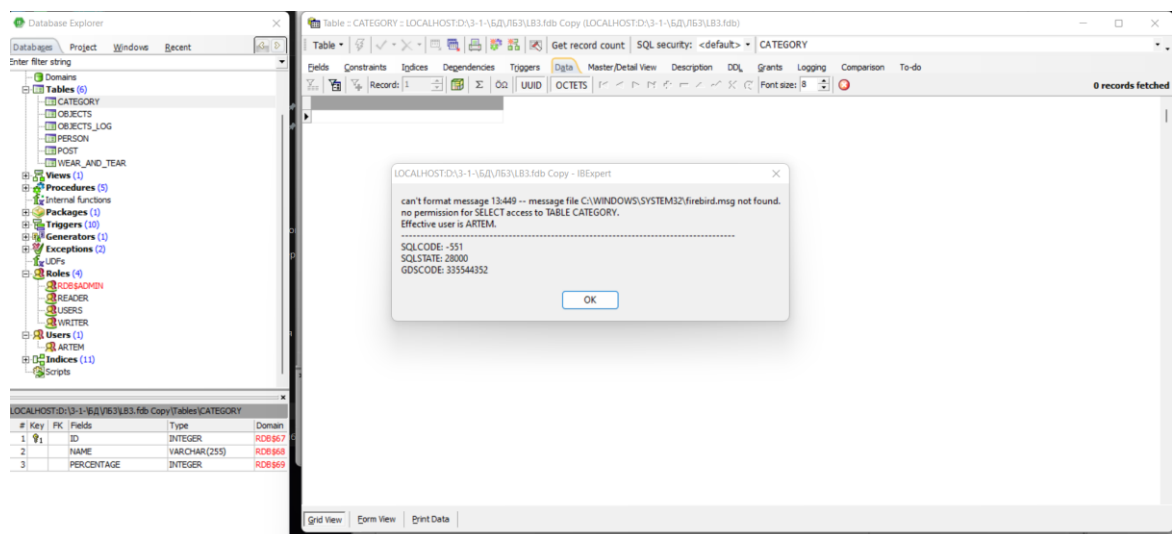 Database Explorer
Databases Project Windows Recent
Enter filter string
Domains
Tables (6)
CATEGORY
OBJECTS
OBJECTS_LOG
PERSON
POST
WEAR_AND_TEAR
Views (1)
Procedures (5)
Internal functions
Packages (1)
Triggers (10)
Generators (1)
Exceptions (2)
UDFs
Roles (4)
RDB$ADMIN
READER
USERS
WRITER
Users (1)
ARTEM
Indices (11)
Scripts
LOCALHOST:D:\3-1-\БД\ЛБ3\LB3.fdb Copy\Tables\CATEGORY
# Key FK Fields Type Domain
1 1 ID INTEGER RDB$67
2 NAME VARCHAR(255) RDB$68
3 PERCENTAGE INTEGER RDB$69
Table :: CATEGORY :: LOCALHOST:D:\3-1-\БД\ЛБ3\LB3.fdb Copy (LOCALHOST:D:\3-1-\БД\ЛБ3\LB3.fdb)
Table Get record count SQL security: <default> CATEGORY
Fields Constraints Indices Dependencies Triggers Data Master/Detail View Description DDL Grants Logging Comparison To-do
Record: 1 Σ ÖΩ UUID OCTETS Font size: 8 0 records fetched
LOCALHOST:D:\3-1-\БД\ЛБ3\LB3.fdb Copy - IBExpert
can't format message 13:449 -- message file C:\WINDOWS\SYSTEM32\firebird.msg not found.
no permission for SELECT access to TABLE CATEGORY.
Effective user is ARTEM.
SQLCODE: -551
SQLSTATE: 28000
GDSCODE: 335544352
OK
Grid View Form View Print Data